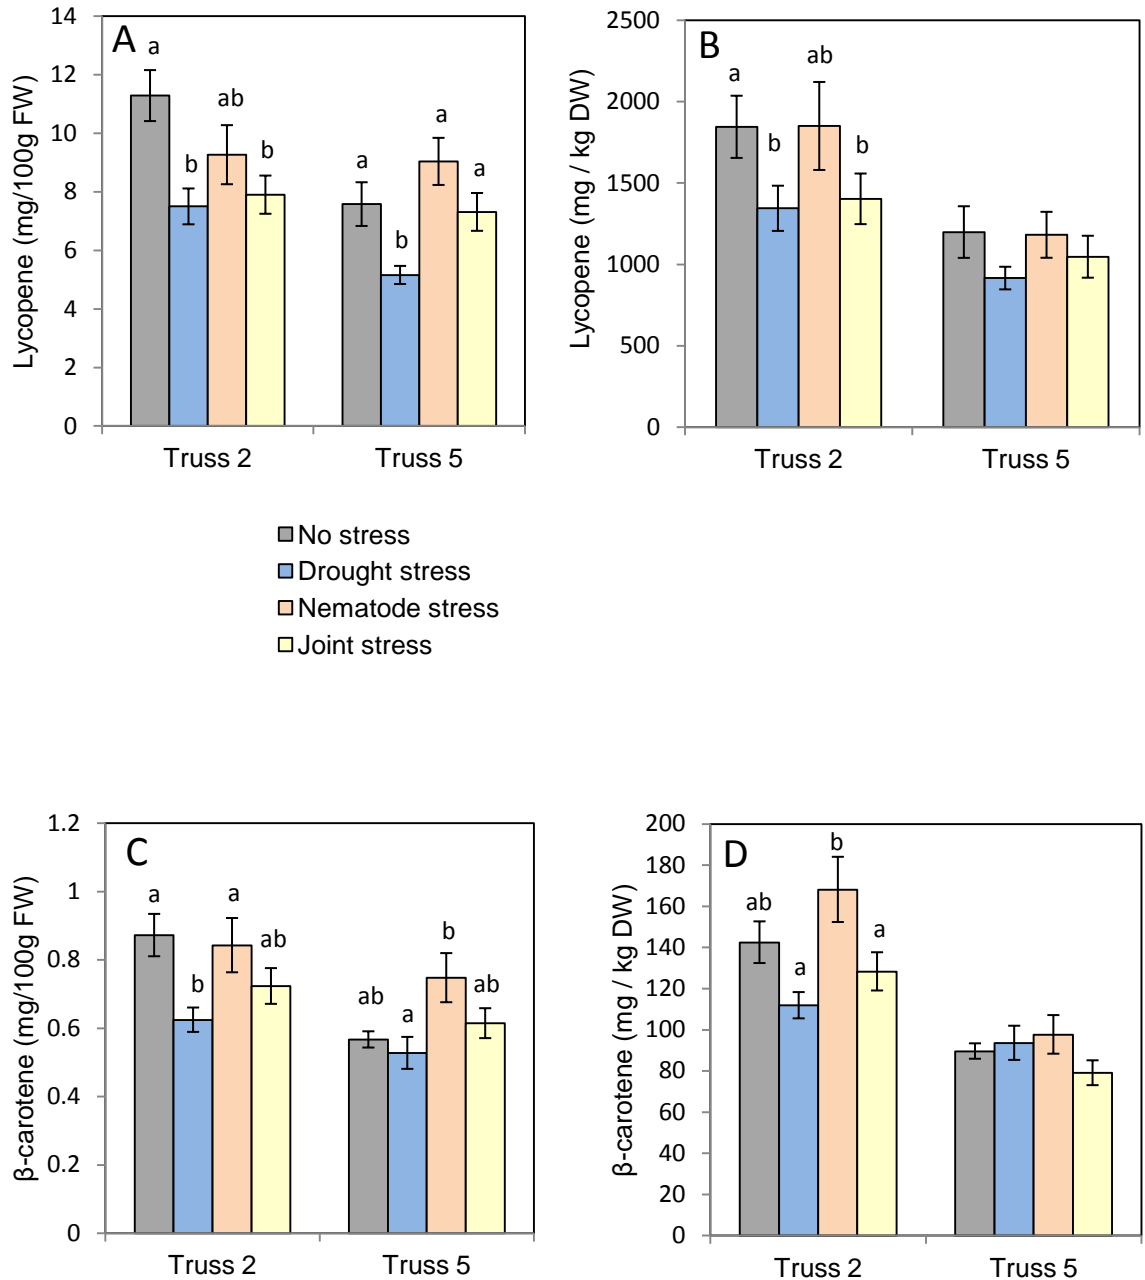 A
Lycopene (mg/100g FW)
14
12
10
8
6
4
2
0
a
b
ab
b
a
b
a
a
Truss 2
Truss 5
B
Lycopene (mg / kg DW)
2500
2000
1500
1000
500
0
a
b
ab
b
Truss 2
Truss 5
No stress
Drought stress
Nematode stress
Joint stress
C
β-carotene (mg/100g FW)
1.2
1
0.8
0.6
0.4
0.2
0
a
b
a
ab
ab
a
b
ab
Truss 2
Truss 5
D
β-carotene (mg / kg DW)
200
180
160
140
120
100
80
60
40
20
0
ab
a
b
a
Truss 2
Truss 5